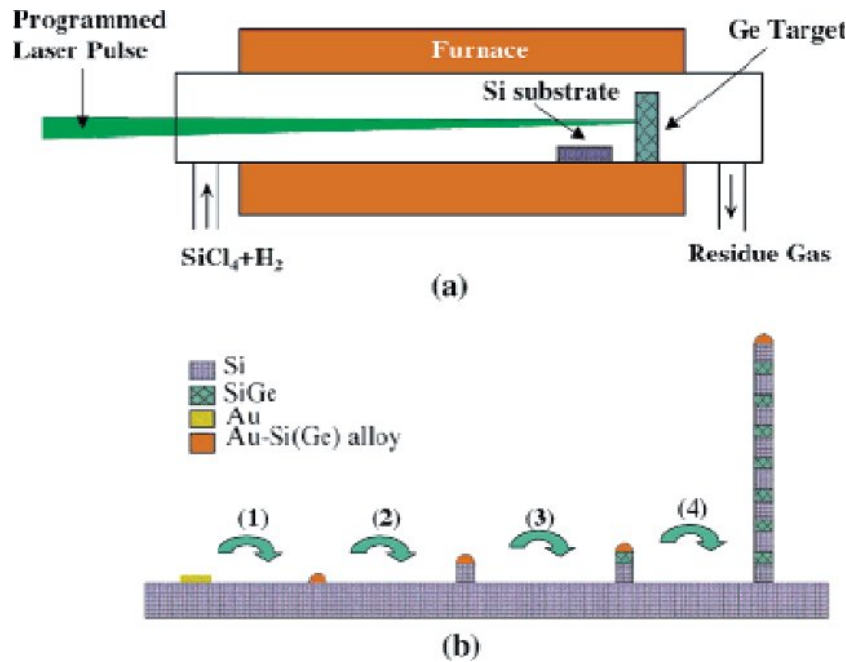 Programmed
Laser Pulse
Furnace
Ge Target
Si substrate
SiCl₄+H₂
Residue Gas
(a)
Si
SiGe
Au
Au-Si(Ge) alloy
(1)
(2)
(3)
(4)
(b)